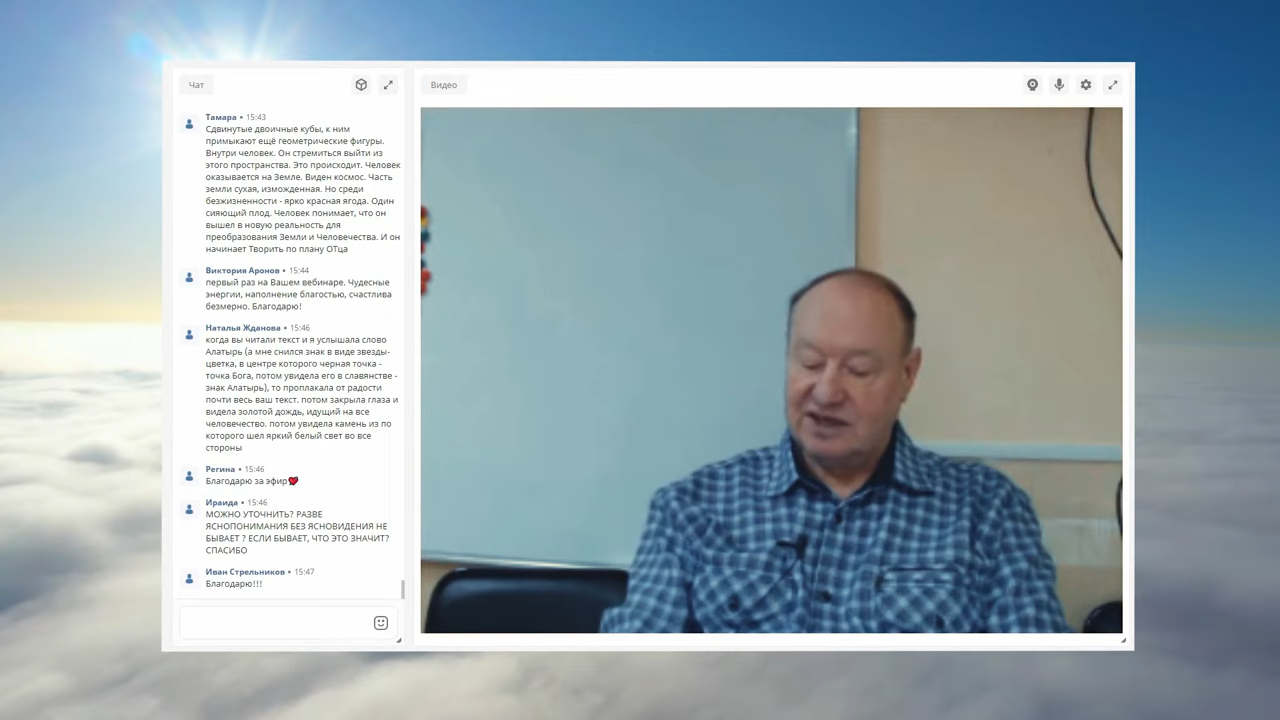 Чат
Видео
Тамара • 15:43
Сдвинутые двоичные кубы, к ним
примыкают ещё геометрические фигуры.
Внутри человек. Он стремиться выйти из
этого пространства. Это происходит. Человек
оказывается на Земле. Виден космос. Часть
земли сухая, изможденная. Но среди
безжизненности - ярко красная ягода. Один
сияющий плод. Человек понимает, что он
вышел в новую реальность для
преобразования Земли и Человечества. И он
начинает Творить по плану ОТца
Виктория Аронов • 15:44
первый раз на Вашем вебинаре. Чудесные
энергии, наполнение благостью, счастлива
безмерно. Благодарю!
Наталья Жданова • 15:46
когда вы читали текст и я услышала слово
Алатырь (а мне снился знак в виде звезды-
цветка, в центре которого черная точка -
точка Бога, потом увидела его в славянстве -
знак Алатырь), то проплакала от радости
почти весь ваш текст. потом закрыла глаза и
видела золотой дождь, идущий на все
человечество. потом увидела камень из по
которого шел яркий белый свет во все
стороны
Регина • 15:46
Благодарю за эфир❤
Ираида • 15:46
МОЖНО УТОЧНИТЬ? РАЗВЕ
ЯСНОПОНИМАНИЯ БЕЗ ЯСНОВИДЕНИЯ НЕ
БЫВАЕТ ? ЕСЛИ БЫВАЕТ, ЧТО ЭТО ЗНАЧИТ?
СПАСИБО
Иван Стрельников • 15:47
Благодарю!!!